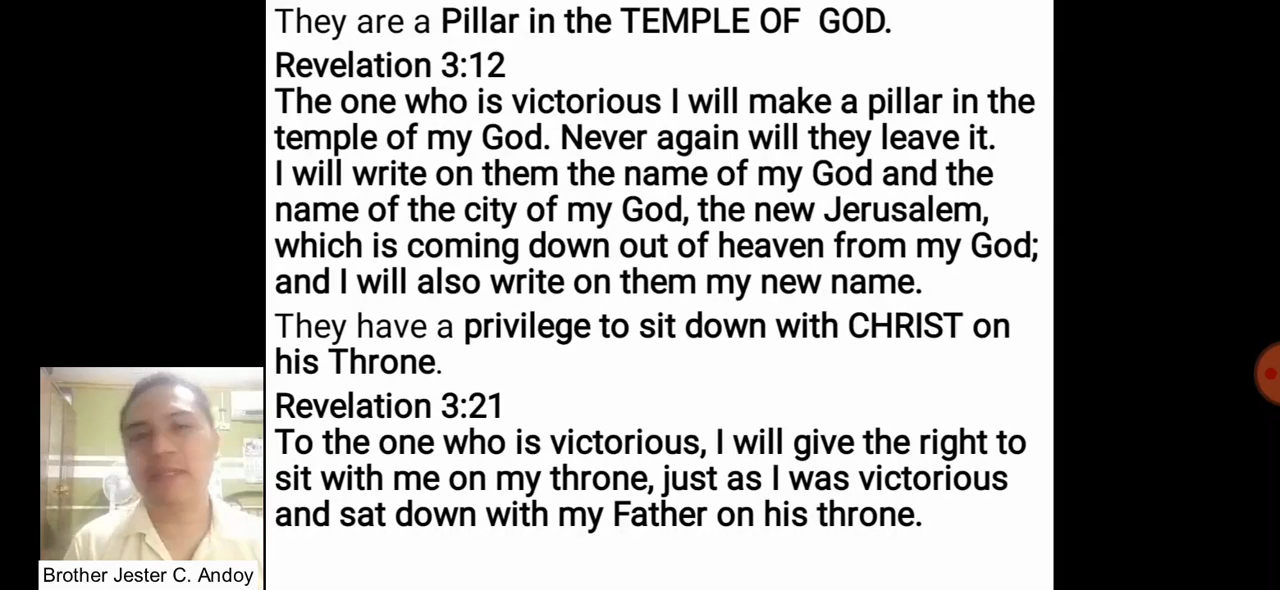 They are a Pillar in the TEMPLE OF GOD.
Revelation 3:12
The one who is victorious I will make a pillar in the
temple of my God. Never again will they leave it.
I will write on them the name of my God and the
name of the city of my God, the new Jerusalem,
which is coming down out of heaven from my God;
and I will also write on them my new name.
They have a privilege to sit down with CHRIST on
his Throne.
Revelation 3:21
To the one who is victorious, I will give the right to
sit with me on my throne, just as I was victorious
and sat down with my Father on his throne.
Brother Jester C. Andoy